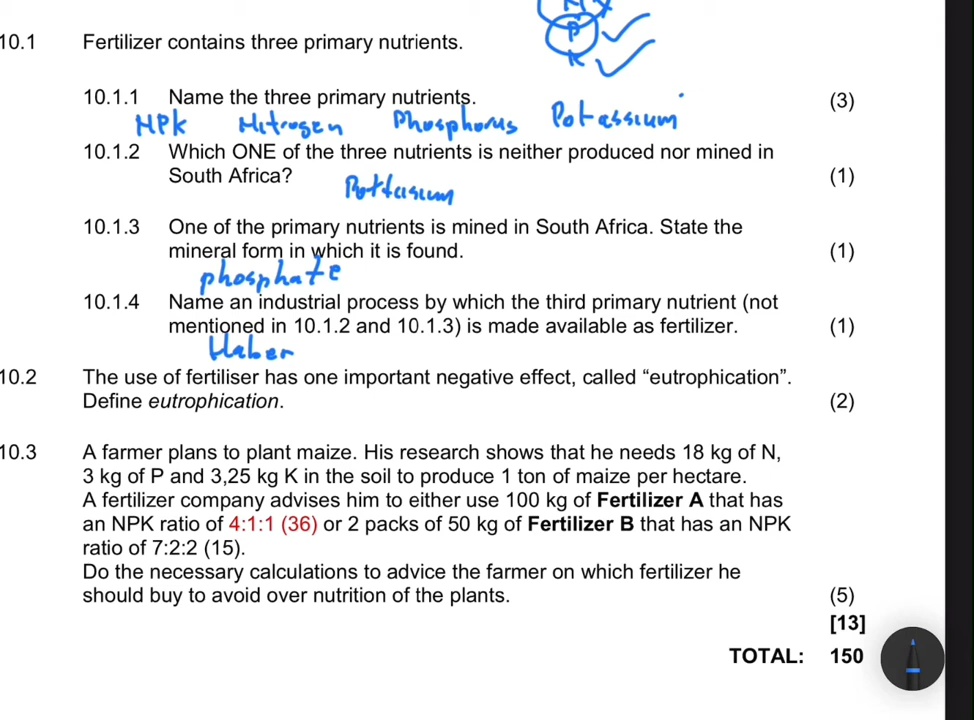 N
10.1 Fertilizer contains three primary nutrients.
P
K
10.1.1 Name the three primary nutrients. (3)
NPK Nitrogen Phosphorus Potassium
10.1.2 Which ONE of the three nutrients is neither produced nor mined in
South Africa? (1)
Pottasium
10.1.3 One of the primary nutrients is mined in South Africa. State the
mineral form in which it is found. (1)
phosphate
10.1.4 Name an industrial process by which the third primary nutrient (not
mentioned in 10.1.2 and 10.1.3) is made available as fertilizer. (1)
Haber
10.2 The use of fertiliser has one important negative effect, called “eutrophication”.
Define eutrophication. (2)
10.3 A farmer plans to plant maize. His research shows that he needs 18 kg of N,
3 kg of P and 3,25 kg K in the soil to produce 1 ton of maize per hectare.
A fertilizer company advises him to either use 100 kg of Fertilizer A that has
an NPK ratio of 4:1:1 (36) or 2 packs of 50 kg of Fertilizer B that has an NPK
ratio of 7:2:2 (15).
Do the necessary calculations to advice the farmer on which fertilizer he
should buy to avoid over nutrition of the plants. (5)
[13]
TOTAL: 150